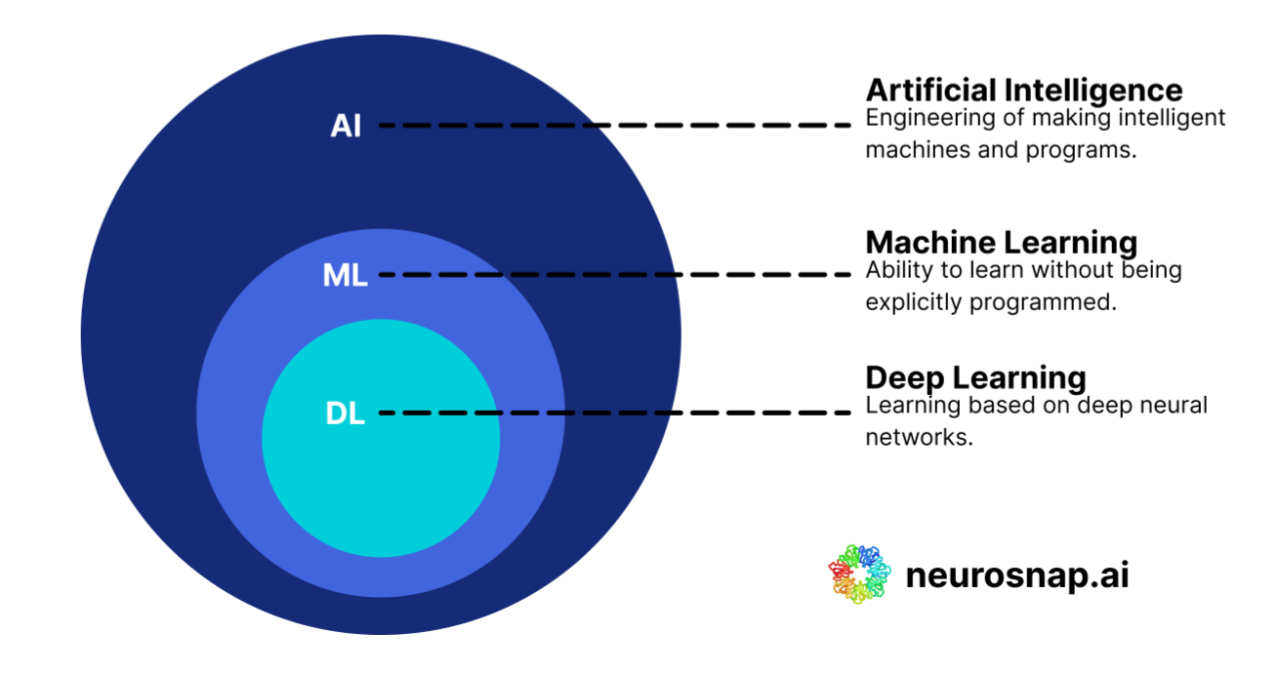 AI
Artificial Intelligence
Engineering of making intelligent
machines and programs.
ML
Machine Learning
Ability to learn without being
explicitly programmed.
DL
Deep Learning
Learning based on deep neural
networks.
neurosnap.ai